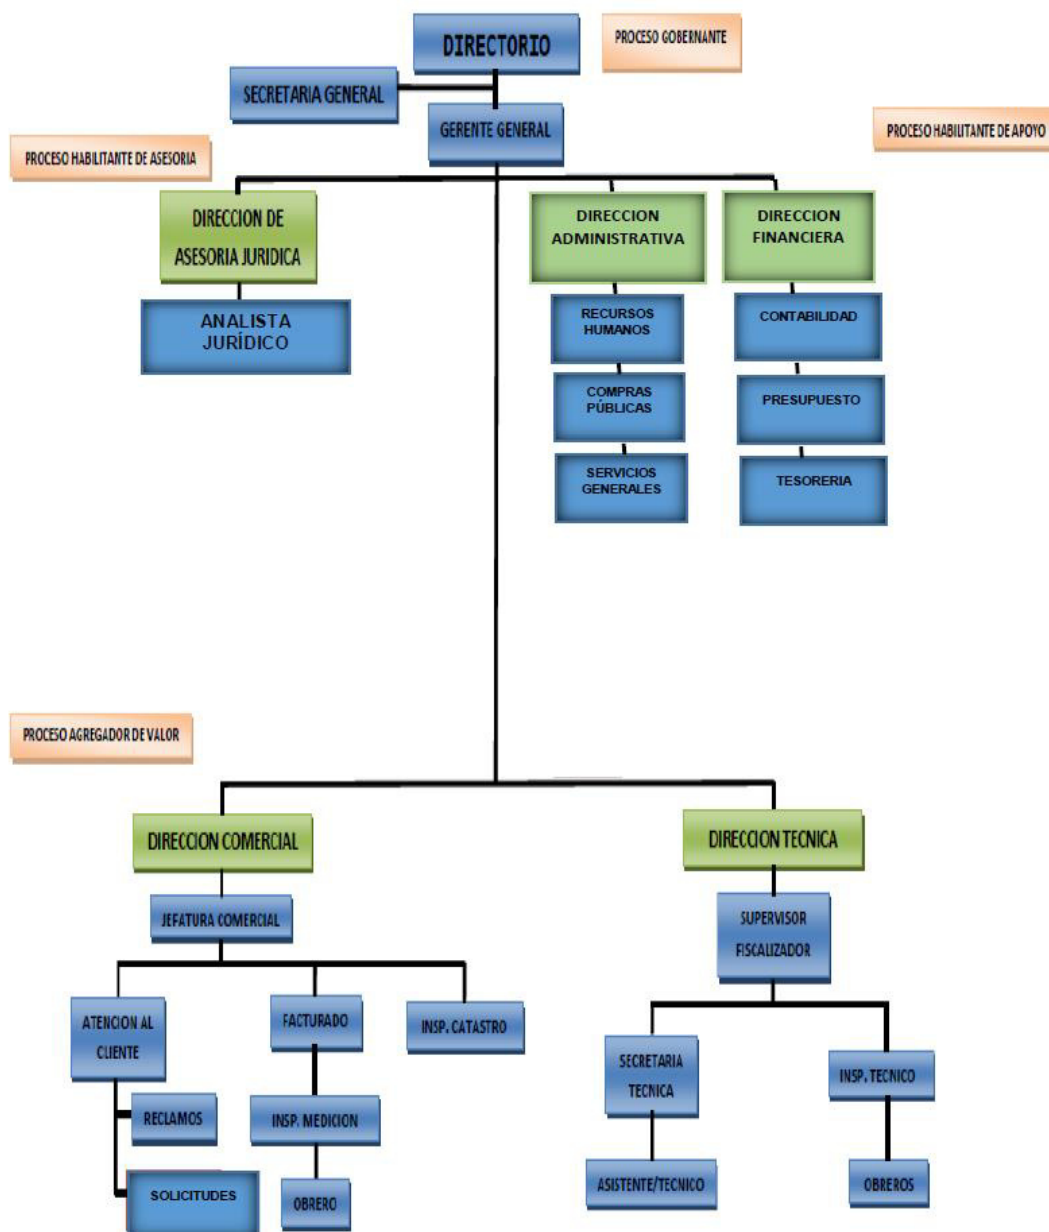 DIRECTORIO
PROCESO GOBERNANTE
SECRETARIA GENERAL
GERENTE GENERAL
PROCESO HABILITANTE DE APOYO
PROCESO HABILITANTE DE ASESORIA
DIRECCION DE
ASESORIA JURIDICA
DIRECCION
ADMINISTRATIVA
DIRECCION
FINANCIERA
ANALISTA
JURÍDICO
RECURSOS
HUMANOS
CONTABILIDAD
COMPRAS
PÚBLICAS
PRESUPUESTO
SERVICIOS
GENERALES
TESORERIA
PROCESO AGREGADOR DE VALOR
DIRECCION COMERCIAL
DIRECCION TECNICA
JEFATURA COMERCIAL
SUPERVISOR
FISCALIZADOR
ATENCION AL
CLIENTE
FACTURADO
INSP. CATASTRO
SECRETARIA
TECNICA
INSP. TECNICO
RECLAMOS
INSP. MEDICION
SOLICITUDES
OBRERO
ASISTENTE/TECNICO
OBREROS